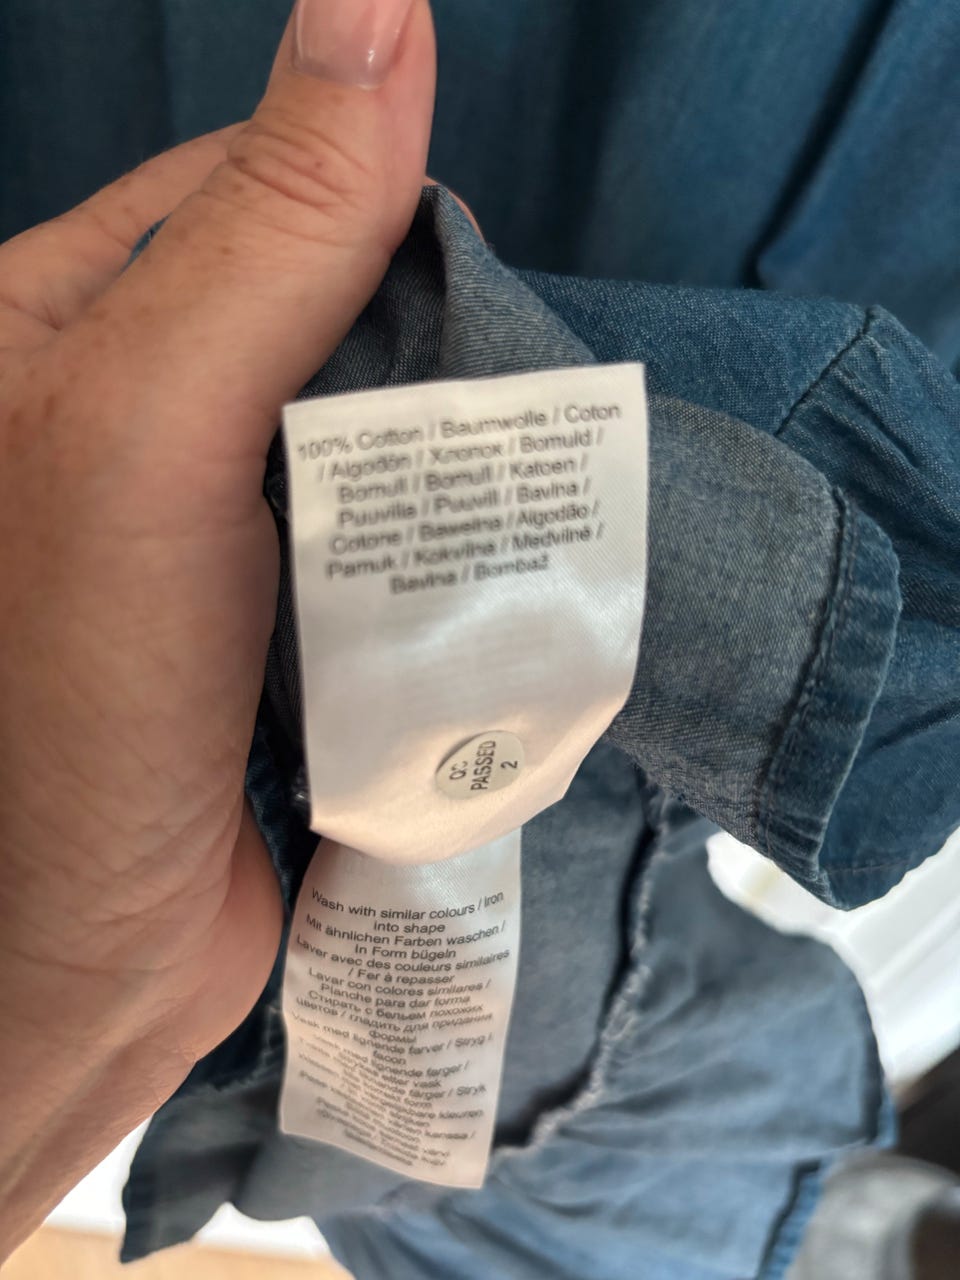 100% Cotton / Baumwolle / Coton
/ Algodón / Хлопок / Bomuld /
Bomull / Bomull / Katoen /
Puuvilla / Puuvill / Bavlna /
Cotone / Bawełna / Algodão /
Pamuk / Kokvilna / Medvilnė /
Bavlna / Bombaž
QC
PASSED
2
Wash with similar colours / Iron
into shape
Mit ähnlichen Farben waschen /
In Form bügeln
Laver avec des couleurs similaires
/ Fer à repasser
Lavar con colores similares /
Planche para dar forma
Стирать с бельем похожих
цветов / гладить для придания
формы
Vask med lignende farver / Stryg i
facon